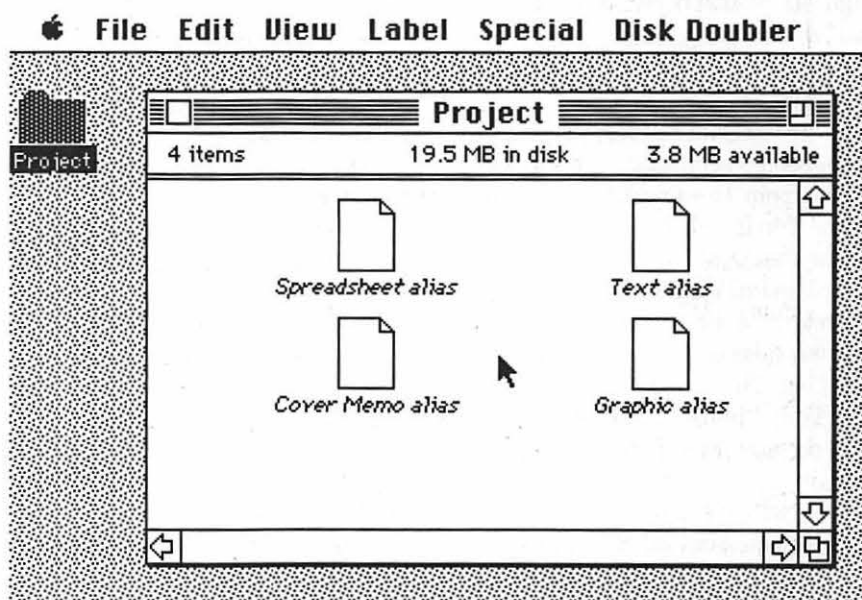 File Edit View Label Special Disk Doubler
Project
Project
4 items 19.5 MB in disk 3.8 MB available
Spreadsheet alias Text alias
Cover Memo alias Graphic alias